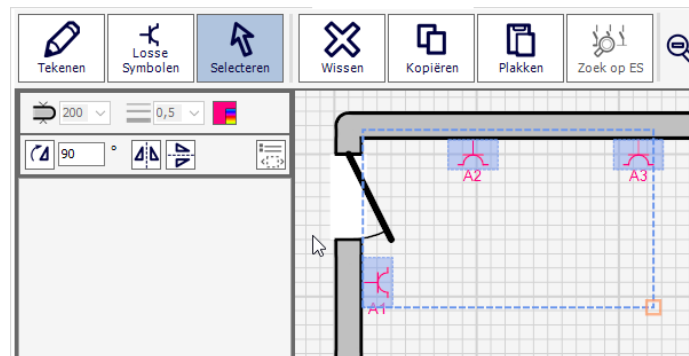 Tekenen
Losse
Symbolen
Selecteren
Wissen
Kopiëren
Plakken
Zoek op ES
200
0,5
90 °
A2
A3
A1